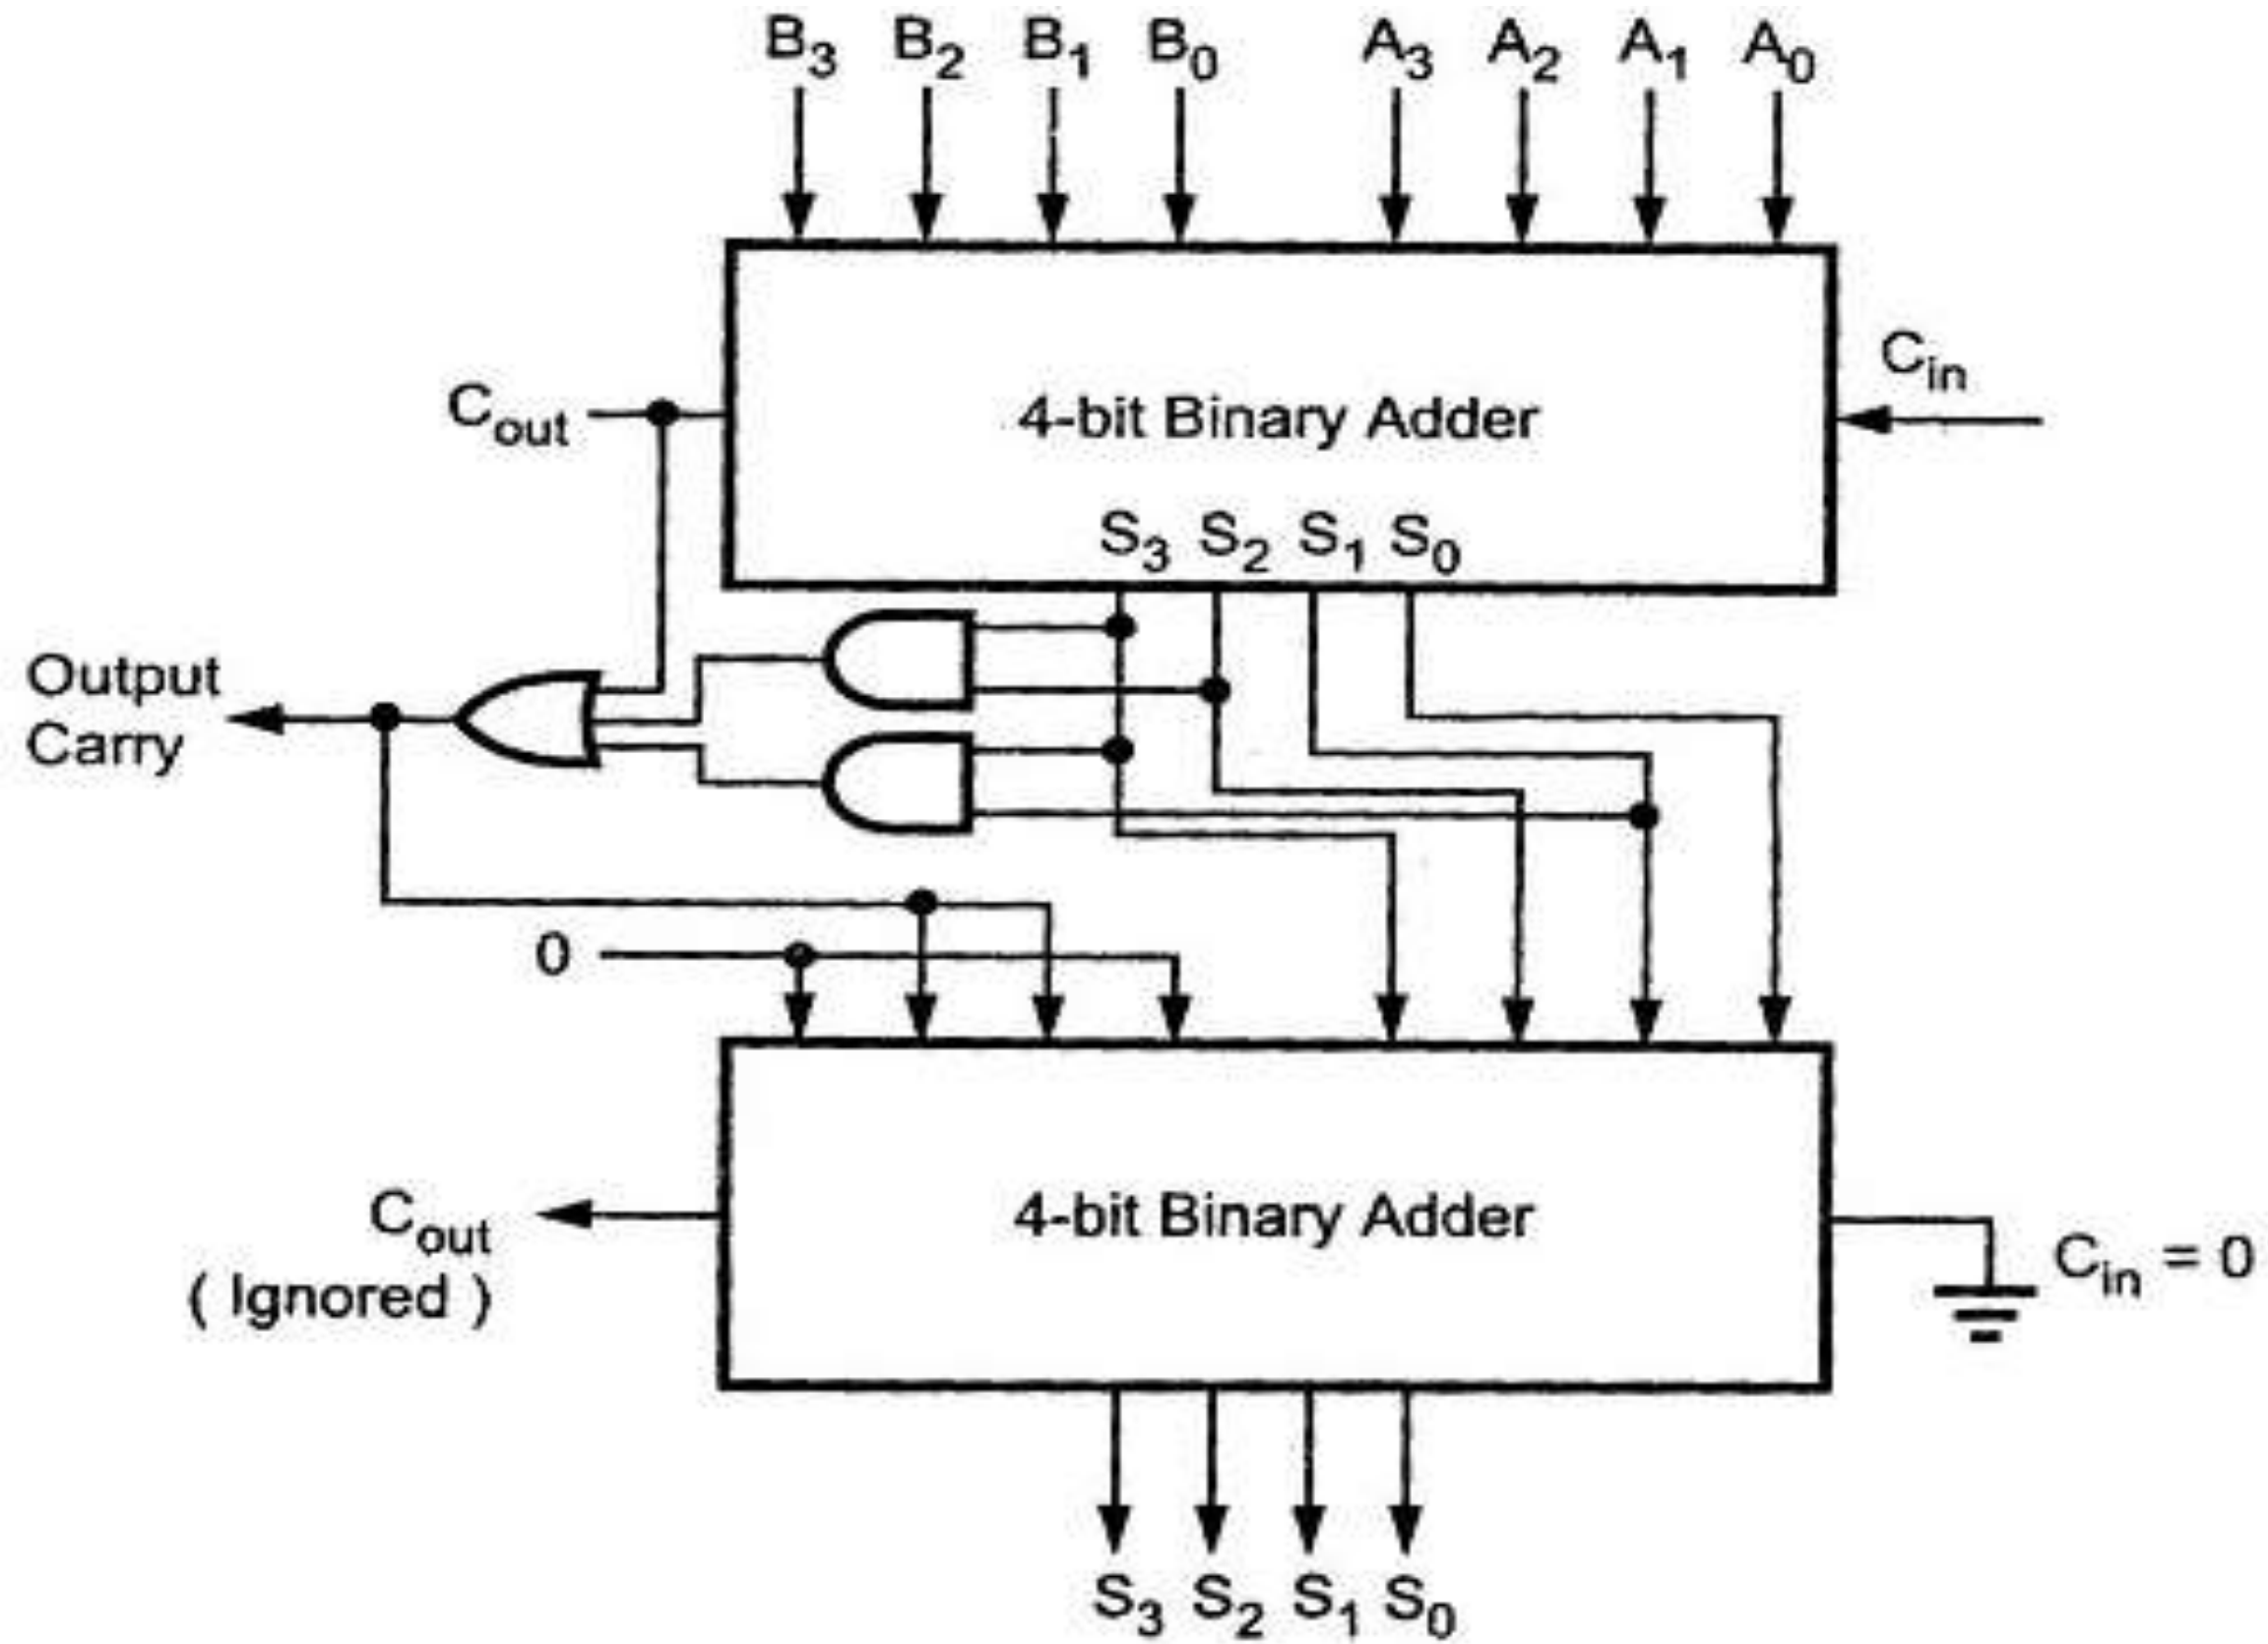 B3 B2 B1 B0 A3 A2 A1 A0
Cin
Cout
4-bit Binary Adder
S3 S2 S1 S0
Output
Carry
0
Cout
( Ignored )
4-bit Binary Adder
Cin = 0
S3 S2 S1 S0